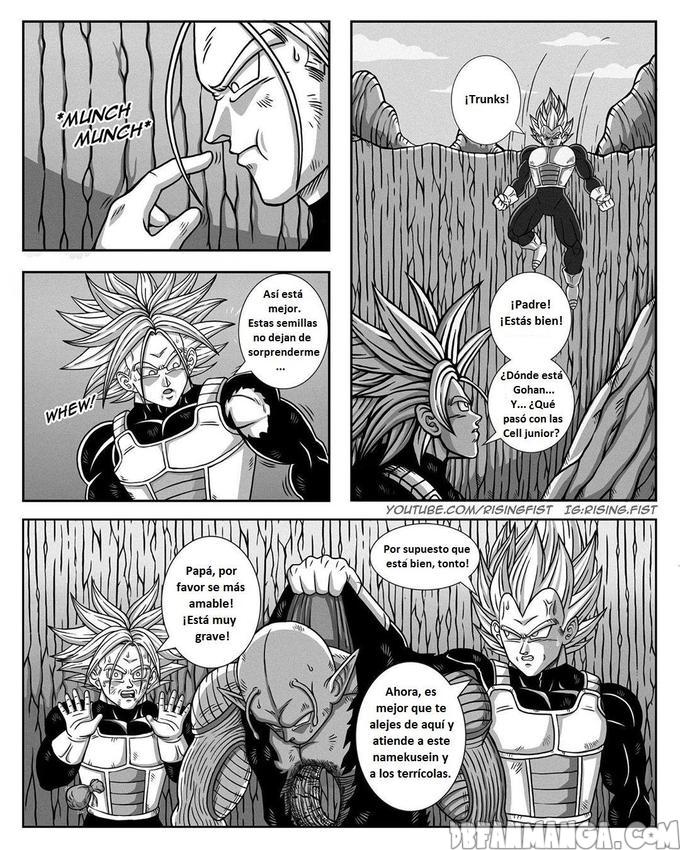 *MUNCH
MUNCH*
¡Trunks!
Así está
mejor.
Estas semillas
no dejan de
sorprenderme
...
WHEW!
¡Padre!
¡Estás bien!
¿Dónde está
Gohan...
Y... ¿Qué
pasó con las
Cell junior?
YOUTUBE.COM/RISINGFIST IG:RISING.FIST
Papá, por
favor se más
amable!
¡Está muy
grave!
Por supuesto que
está bien, tonto!
Ahora, es
mejor que te
alejes de aquí y
atiende a este
namekusein y
a los terrícolas.
DBFANMANGA.COM